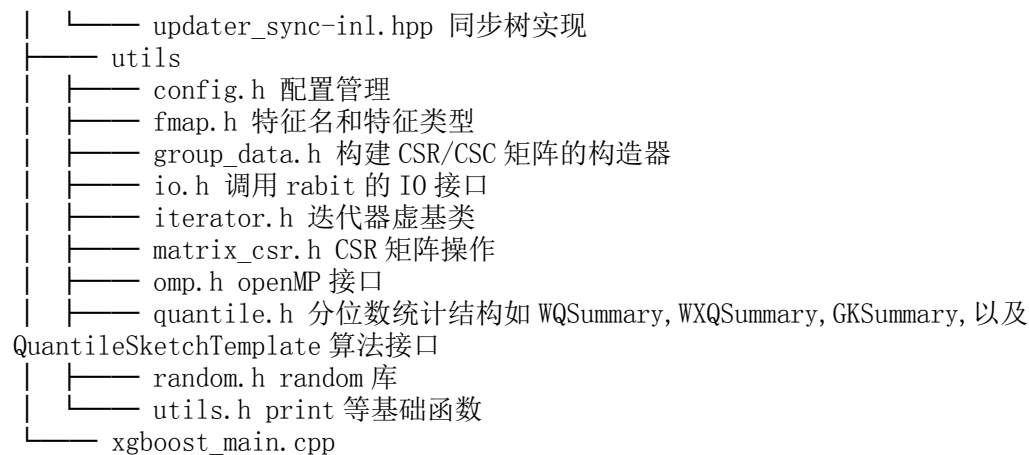 │ └── updater_sync-inl.hpp 同步树实现
├── utils
│ ├── config.h 配置管理
│ ├── fmap.h 特征名和特征类型
│ ├── group_data.h 构建 CSR/CSC 矩阵的构造器
│ ├── io.h 调用 rabit 的 IO 接口
│ ├── iterator.h 迭代器虚基类
│ ├── matrix_csr.h CSR 矩阵操作
│ ├── omp.h openMP 接口
│ ├── quantile.h 分位数统计结构如 WQSummary,WXQSummary,GKSummary,以及
QuantileSketchTemplate 算法接口
│ ├── random.h random 库
│ └── utils.h print 等基础函数
└── xgboost_main.cpp